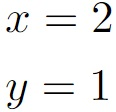 x = 2
y = 1